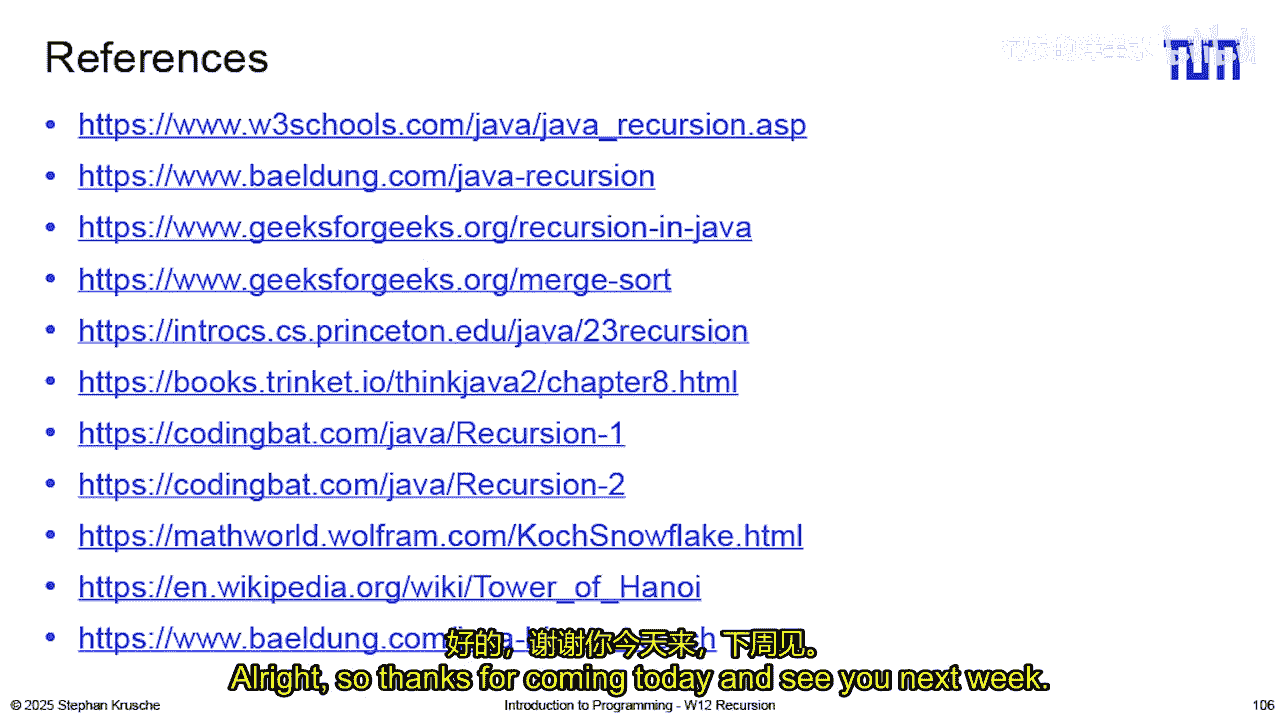 References
TUM
• https://www.w3schools.com/java/java_recursion.asp
• https://www.baeldung.com/java-recursion
• https://www.geeksforgeeks.org/recursion-in-java
• https://www.geeksforgeeks.org/merge-sort
• https://introcs.cs.princeton.edu/java/23recursion
• https://books.trinket.io/thinkjava2/chapter8.html
• https://codingbat.com/java/Recursion-1
• https://codingbat.com/java/Recursion-2
• https://mathworld.wolfram.com/KochSnowflake.html
• https://en.wikipedia.org/wiki/Tower_of_Hanoi
• https://www.baeldung.com/
好的，谢谢你今天来，下周见。
Alright, so thanks for coming today and see you next week.
© 2025 Stephan Krusche
Introduction to Programming - W12 Recursion
106